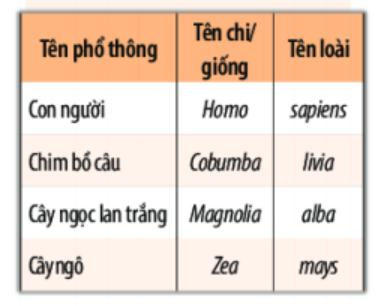 Tên phổ thông Tên chi/ giống Tên loài
Con người Homo sapiens
Chim bồ câu Cobumba livia
Cây ngọc lan trắng Magnolia alba
Cây ngô Zea mays